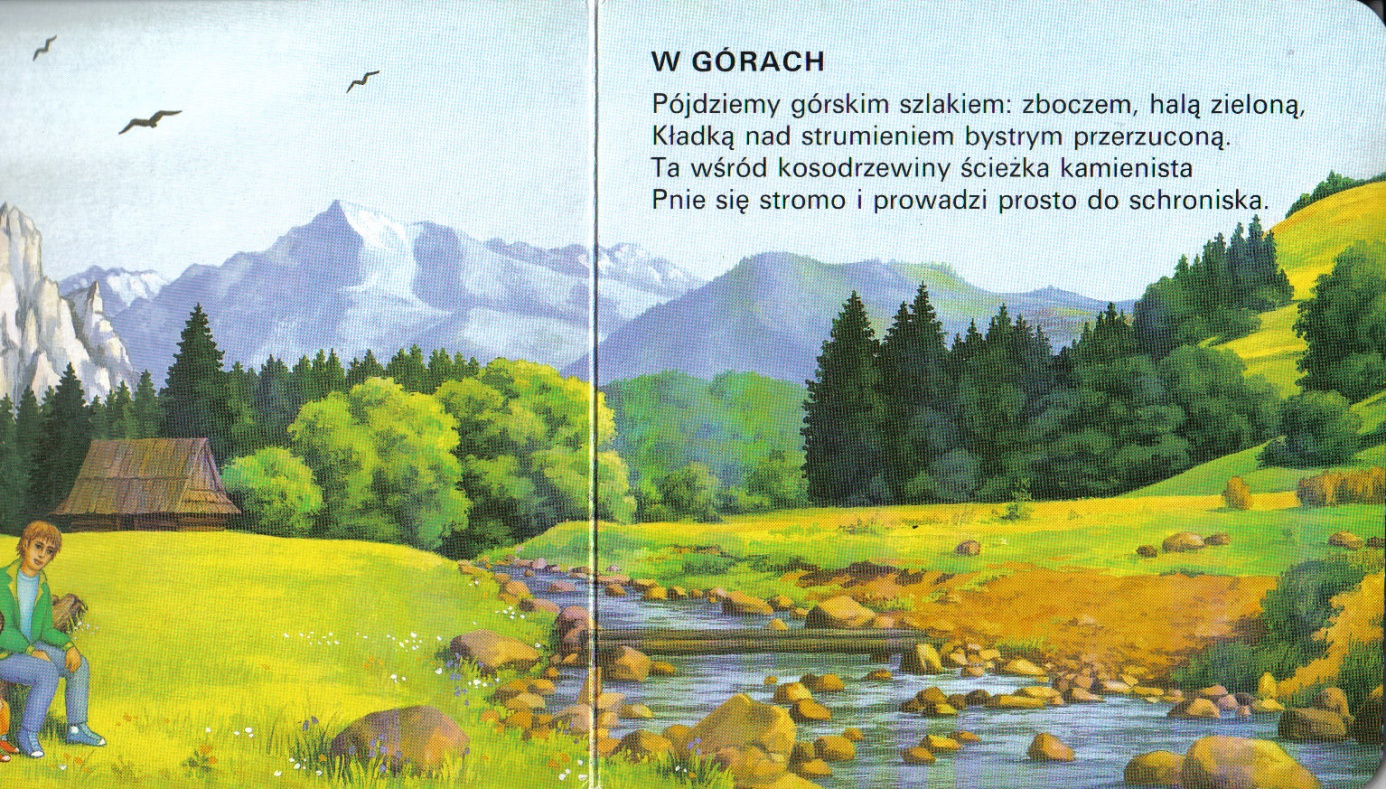 W GÓRACH
Pójdziemy górskim szlakiem: zboczem, halą zieloną,
Kładką nad strumieniem bystrym przerzuconą.
Ta wśród kosodrzewiny ścieżka kamienista
Pnie się stromo i prowadzi prosto do schroniska.